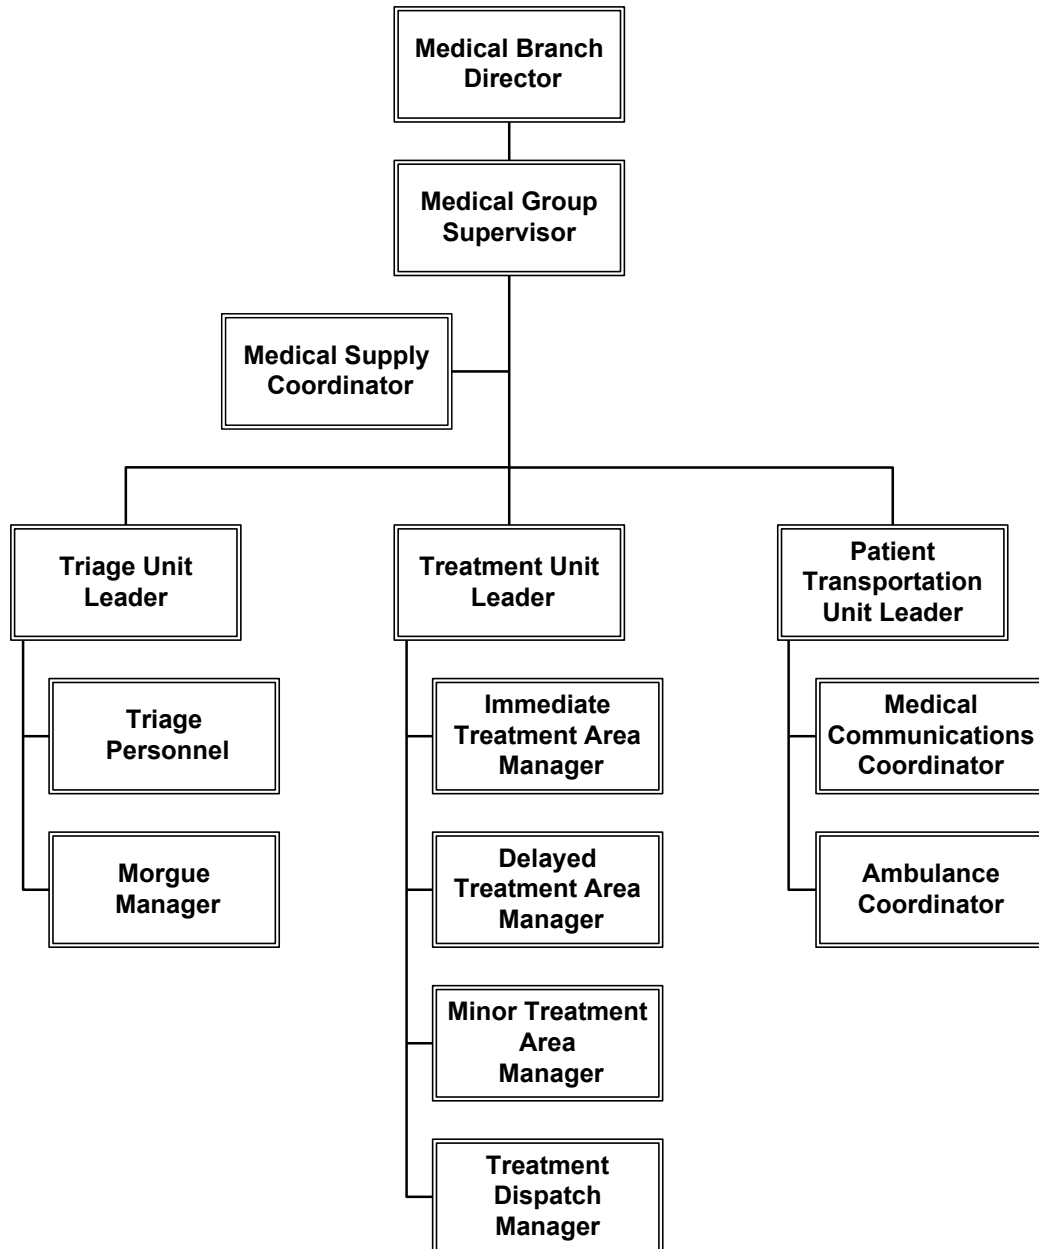 Medical Branch
Director
Medical Group
Supervisor
Medical Supply
Coordinator
Triage Unit
Leader
Treatment Unit
Leader
Patient
Transportation
Unit Leader
Triage
Personnel
Immediate
Treatment Area
Manager
Medical
Communications
Coordinator
Morgue
Manager
Delayed
Treatment Area
Manager
Ambulance
Coordinator
Minor Treatment
Area
Manager
Treatment
Dispatch
Manager